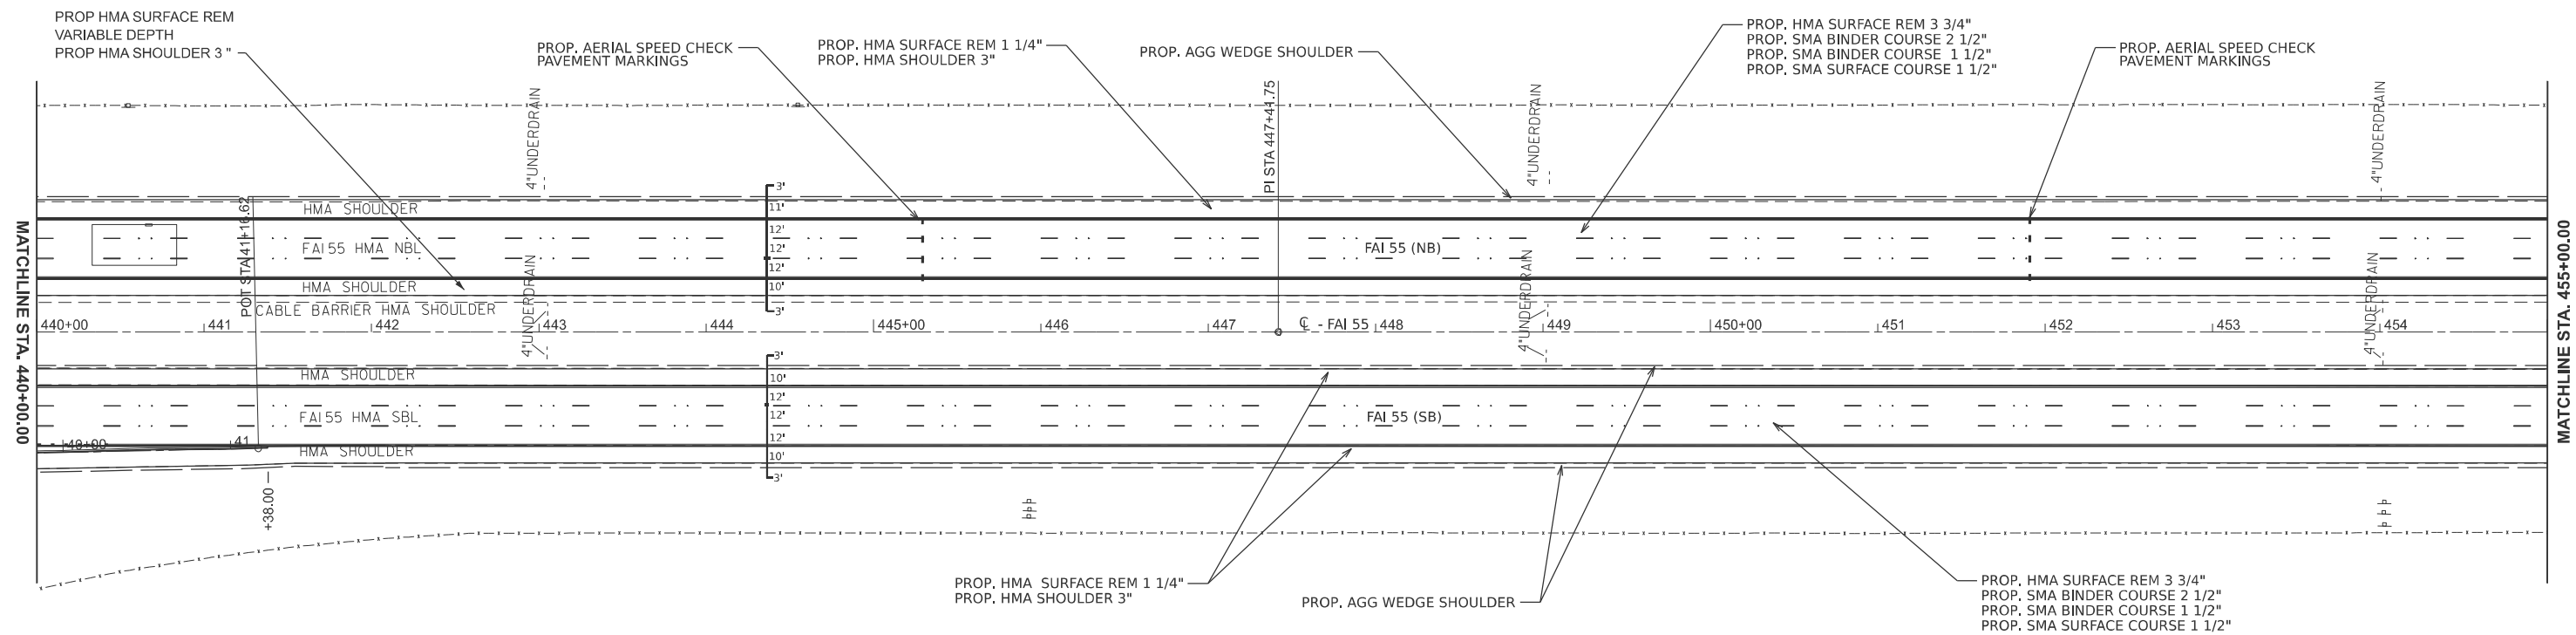 PROP HMA SURFACE REM
VARIABLE DEPTH
PROP HMA SHOULDER 3 "
PROP. AERIAL SPEED CHECK
PAVEMENT MARKINGS
PROP. HMA SURFACE REM 1 1/4"
PROP. HMA SHOULDER 3"
PROP. AGG WEDGE SHOULDER
PROP. HMA SURFACE REM 3 3/4"
PROP. SMA BINDER COURSE 2 1/2"
PROP. SMA BINDER COURSE 1 1/2"
PROP. SMA SURFACE COURSE 1 1/2"
PROP. AERIAL SPEED CHECK
PAVEMENT MARKINGS
4"UNDERDRAIN
PI STA 447+41.75
4"UNDERDRAIN
4"UNDERDRAIN
MATCHLINE STA. 440+00.00
POT STA 41+16.62
HMA SHOULDER
FAI 55 HMA NBL
HMA SHOULDER
CABLE BARRIER HMA SHOULDER
3'
11'
12'
12'
12'
10'
3'
FAI 55 (NB)
4"UNDERDRAIN
4"UNDERDRAIN
4"UNDERDRAIN
440+00
441
442
443
444
445+00
446
447
℄ - FAI 55
448
449
450+00
451
452
453
454
MATCHLINE STA. 455+00.00
HMA SHOULDER
FAI 55 HMA SBL
HMA SHOULDER
40+00
41
+38.00
3'
10'
12'
12'
12'
10'
3'
FAI 55 (SB)
PROP. HMA SURFACE REM 1 1/4"
PROP. HMA SHOULDER 3"
PROP. AGG WEDGE SHOULDER
PROP. HMA SURFACE REM 3 3/4"
PROP. SMA BINDER COURSE 2 1/2"
PROP. SMA BINDER COURSE 1 1/2"
PROP. SMA SURFACE COURSE 1 1/2"